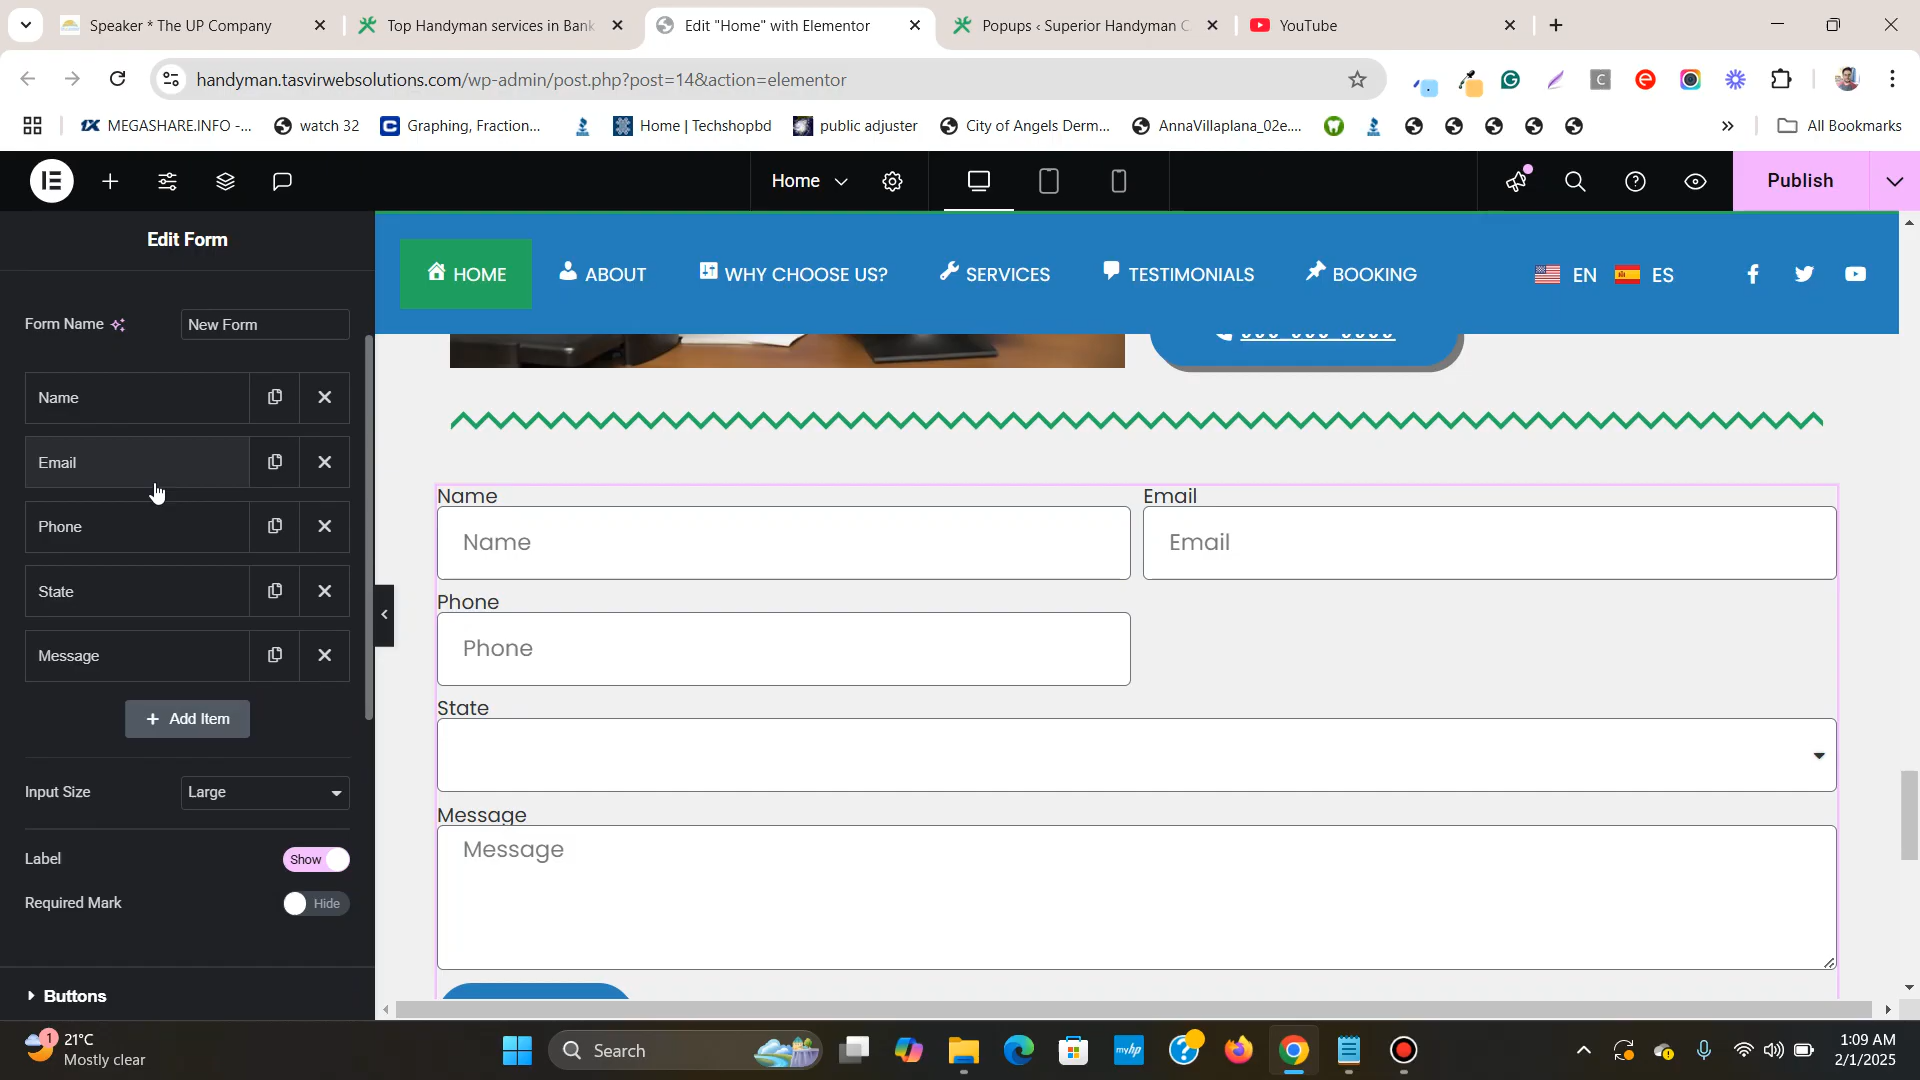 Speaker * The UP Company
Top Handyman services in Bank
Edit "Home" with Elementor
Popups ‹ Superior Handyman C
YouTube
handyman.tasvirwebsolutions.com/wp-admin/post.php?post=14&action=elementor
MEGASHARE.INFO -...
watch 32
Graphing, Fraction...
Home | Techshopbd
public adjuster
City of Angels Derm...
AnnaVillaplana_02e....
All Bookmarks
Home
Publish
Edit Form
HOME
ABOUT
WHY CHOOSE US?
SERVICES
TESTIMONIALS
BOOKING
EN
ES
Form Name
New Form
Name
Email
Phone
State
Message
+ Add Item
Input Size
Large
Label
Show
Required Mark
Hide
Buttons
Name
Name
Email
Email
Phone
Phone
State
Message
Message
1
21°C
Mostly clear
Search
myhp
1:09 AM
2/1/2025